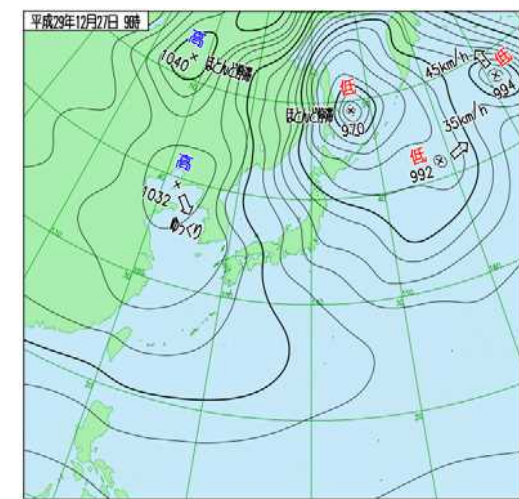 平成29年12月27日 9時
高
1040
ほとんど停滞
低
ほとんど停滞
970
45km/h
低
994
35km/h
低
992
高
1032
ゆっくり